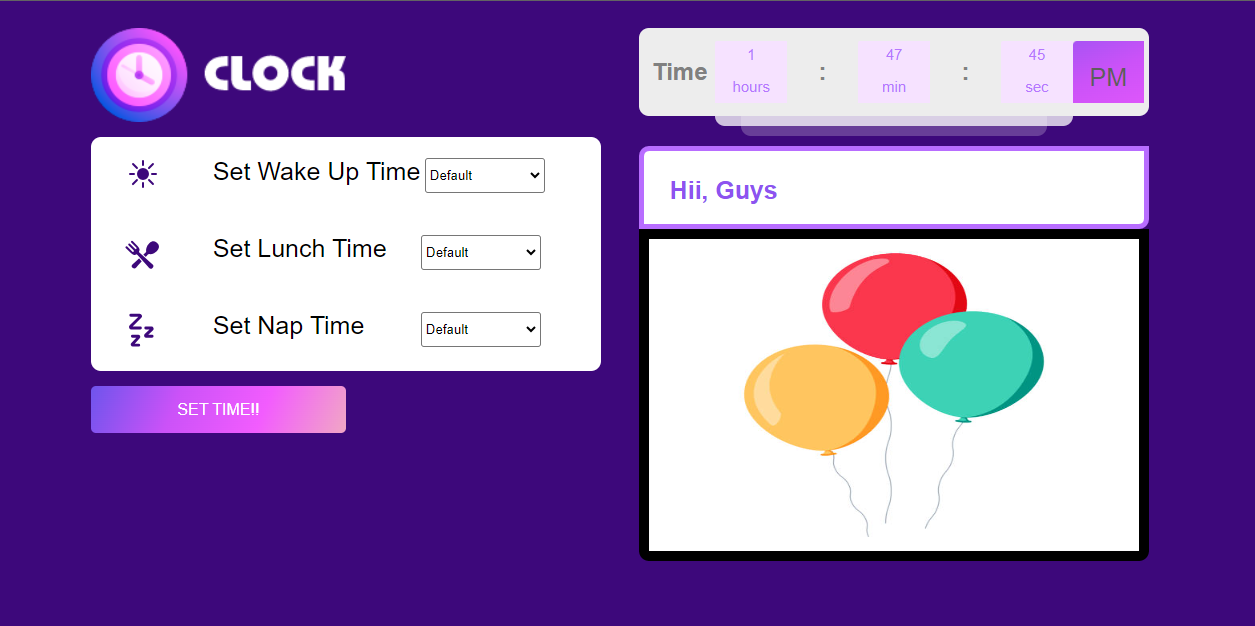 CLOCK
Time 1 hours : 47 min : 45 sec PM
Set Wake Up Time Default
Set Lunch Time Default
Set Nap Time Default
SET TIME!!
Hii, Guys